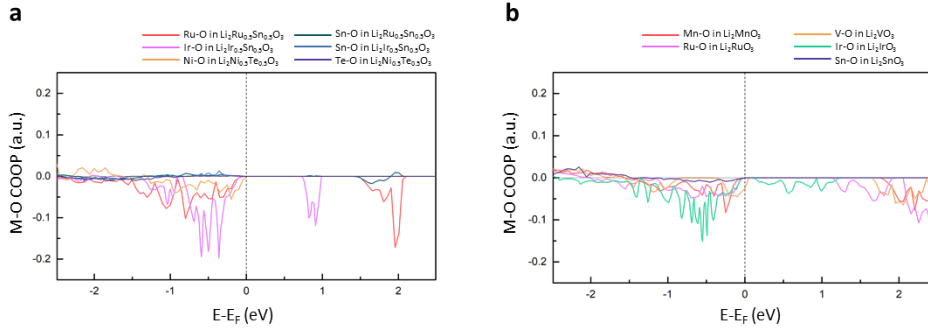 a
Ru-O in Li₂Ru₀.₅Sn₀.₅O₃
Ir-O in Li₂Ir₀.₅Sn₀.₅O₃
Ni-O in Li₂Ni₀.₅Te₀.₅O₃
Sn-O in Li₂Ru₀.₅Sn₀.₅O₃
Sn-O in Li₂Ir₀.₅Sn₀.₅O₃
Te-O in Li₂Ni₀.₅Te₀.₅O₃
M-O COOP (a.u.)
0.2
0.1
0.0
-0.1
-0.2
-2
-1
0
1
2
E-E_F (eV)
b
Mn-O in Li₂MnO₃
Ru-O in Li₂RuO₃
V-O in Li₂VO₃
Ir-O in Li₂IrO₃
Sn-O in Li₂SnO₃
M-O COOP (a.u.)
0.2
0.1
0.0
-0.1
-0.2
-2
-1
0
1
2
E-E_F (eV)